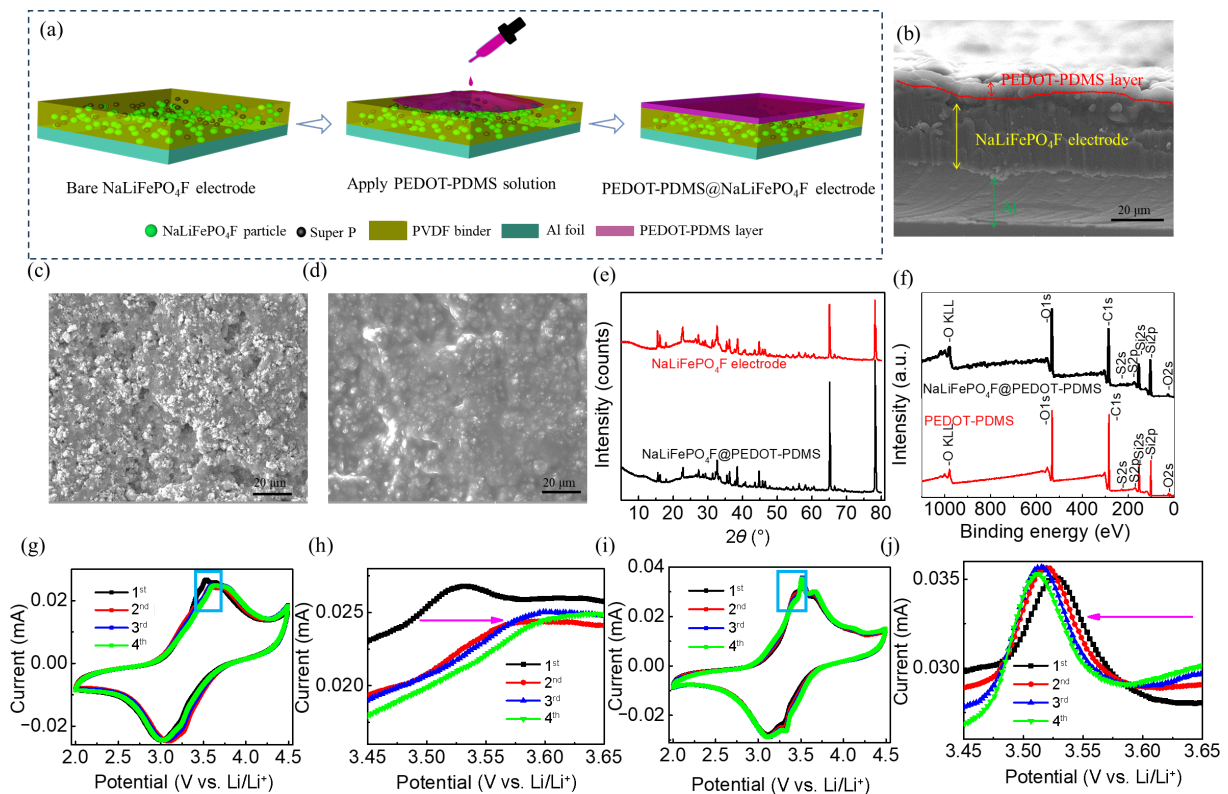 (a)
Bare NaLiFePO₄F electrode
Apply PEDOT-PDMS solution
PEDOT-PDMS@NaLiFePO₄F electrode
NaLiFePO₄F particle
Super P
PVDF binder
Al foil
PEDOT-PDMS layer
(b)
PEDOT-PDMS layer
NaLiFePO₄F electrode
Al
20 μm
(c)
20 μm
(d)
20 μm
(e)
Intensity (counts)
NaLiFePO₄F electrode
NaLiFePO₄F@PEDOT-PDMS
0 10 20 30 40 50 60 70 80
2θ (°)
(f)
Intensity (a.u.)
-O KLL
-O1s
-C1s
-S2s
-S2p
-Si2s
-Si2p
-O2s
NaLiFePO₄F@PEDOT-PDMS
PEDOT-PDMS
-O KLL
-O1s
-C1s
-S2s
-S2p
-Si2s
-Si2p
-O2s
1000 800 600 400 200 0
Binding energy (eV)
(g)
Current (mA)
0.02
0.00
−0.02
1st
2nd
3rd
4th
2.0 2.5 3.0 3.5 4.0 4.5
Potential (V vs. Li/Li⁺)
(h)
Current (mA)
0.025
0.020
1st
2nd
3rd
4th
3.45 3.50 3.55 3.60 3.65
Potential (V vs. Li/Li⁺)
(i)
Current (mA)
0.04
0.02
0.00
−0.02
−0.04
1st
2nd
3rd
4th
2.0 2.5 3.0 3.5 4.0 4.5
Potential (V vs. Li/Li⁺)
(j)
Current (mA)
0.035
0.030
1st
2nd
3rd
4th
3.45 3.50 3.55 3.60 3.65
Potential (V vs. Li/Li⁺)